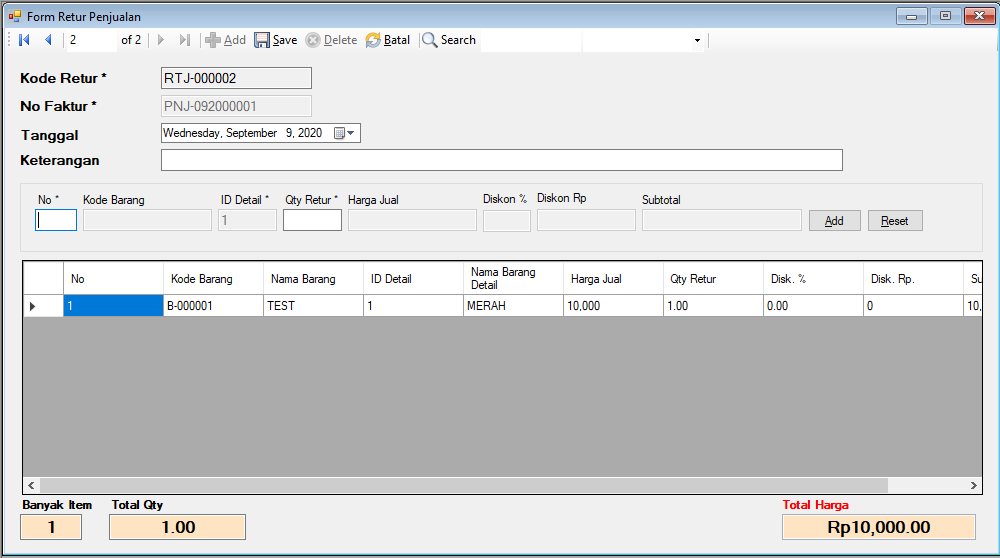 Form Retur Penjualan
2 of 2 Add Save Delete Batal Search
Kode Retur * RTJ-000002
No Faktur * PNJ-092000001
Tanggal Wednesday, September 9, 2020
Keterangan
No * Kode Barang ID Detail * Qty Retur * Harga Jual Diskon % Diskon Rp Subtotal
1 Add Reset
No Kode Barang Nama Barang ID Detail Nama Barang Detail Harga Jual Qty Retur Disk. % Disk. Rp. Su
1 B-000001 TEST 1 MERAH 10,000 1.00 0.00 0 10,
Banyak Item Total Qty Total Harga
1 1.00 Rp10,000.00